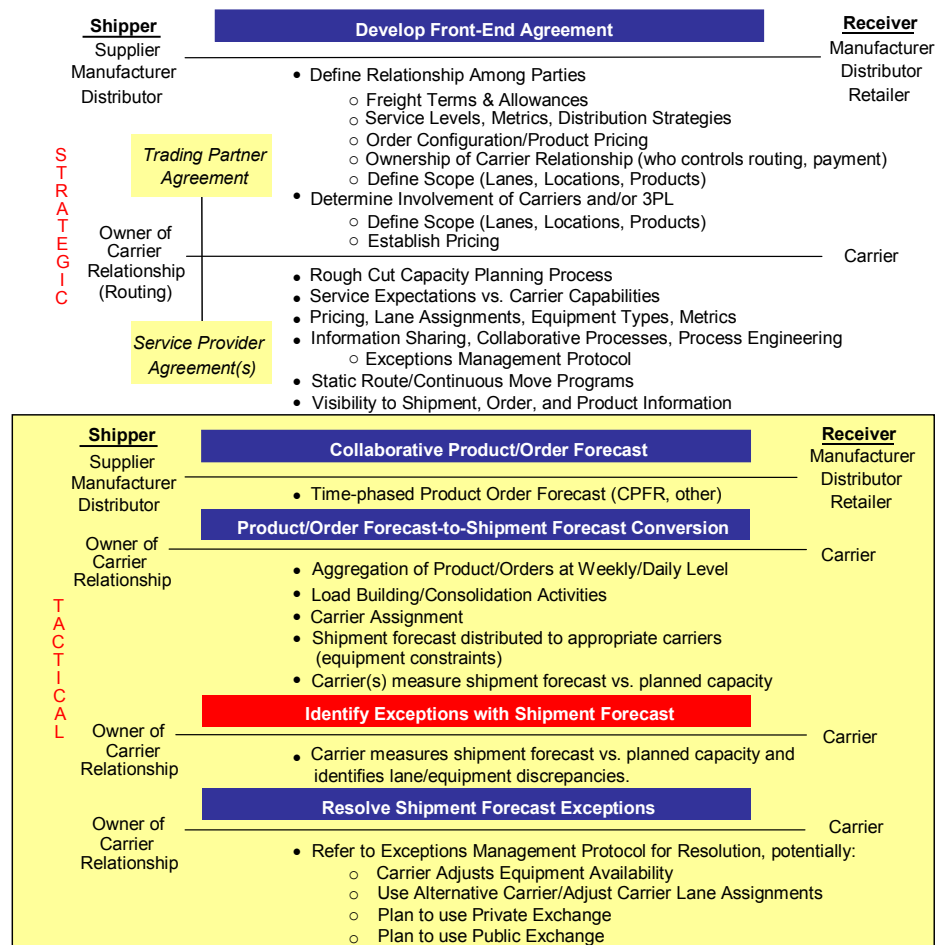 Shipper
Supplier
Manufacturer
Distributor
Develop Front-End Agreement
Receiver
Manufacturer
Distributor
Retailer
• Define Relationship Among Parties
○ Freight Terms & Allowances
○ Service Levels, Metrics, Distribution Strategies
○ Order Configuration/Product Pricing
○ Ownership of Carrier Relationship (who controls routing, payment)
○ Define Scope (Lanes, Locations, Products)
• Determine Involvement of Carriers and/or 3PL
○ Define Scope (Lanes, Locations, Products)
○ Establish Pricing
STRATEGIC
Trading Partner
Agreement
Owner of
Carrier
Relationship
(Routing)
Carrier
Service Provider
Agreement(s)
• Rough Cut Capacity Planning Process
• Service Expectations vs. Carrier Capabilities
• Pricing, Lane Assignments, Equipment Types, Metrics
• Information Sharing, Collaborative Processes, Process Engineering
○ Exceptions Management Protocol
• Static Route/Continuous Move Programs
• Visibility to Shipment, Order, and Product Information
Shipper
Supplier
Manufacturer
Distributor
Collaborative Product/Order Forecast
Receiver
Manufacturer
Distributor
Retailer
• Time-phased Product Order Forecast (CPFR, other)
Product/Order Forecast-to-Shipment Forecast Conversion
Owner of
Carrier
Relationship
Carrier
• Aggregation of Product/Orders at Weekly/Daily Level
• Load Building/Consolidation Activities
• Carrier Assignment
• Shipment forecast distributed to appropriate carriers
(equipment constraints)
• Carrier(s) measure shipment forecast vs. planned capacity
TACTICAL
Identify Exceptions with Shipment Forecast
Owner of
Carrier
Relationship
Carrier
• Carrier measures shipment forecast vs. planned capacity and
identifies lane/equipment discrepancies.
Resolve Shipment Forecast Exceptions
Owner of
Carrier
Relationship
Carrier
• Refer to Exceptions Management Protocol for Resolution, potentially:
○ Carrier Adjusts Equipment Availability
○ Use Alternative Carrier/Adjust Carrier Lane Assignments
○ Plan to use Private Exchange
○ Plan to use Public Exchange